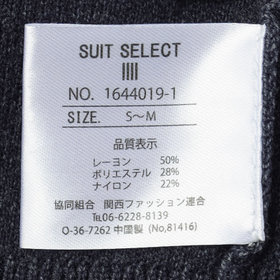 SUIT SELECT
NO. 1644019-1
SIZE. S～M
品質表示
レーヨン 50%
ポリエステル 28%
ナイロン 22%
協同組合 関西ファッション連合
℡06-6228-8139
O-36-7262 中国製 (No,81416)